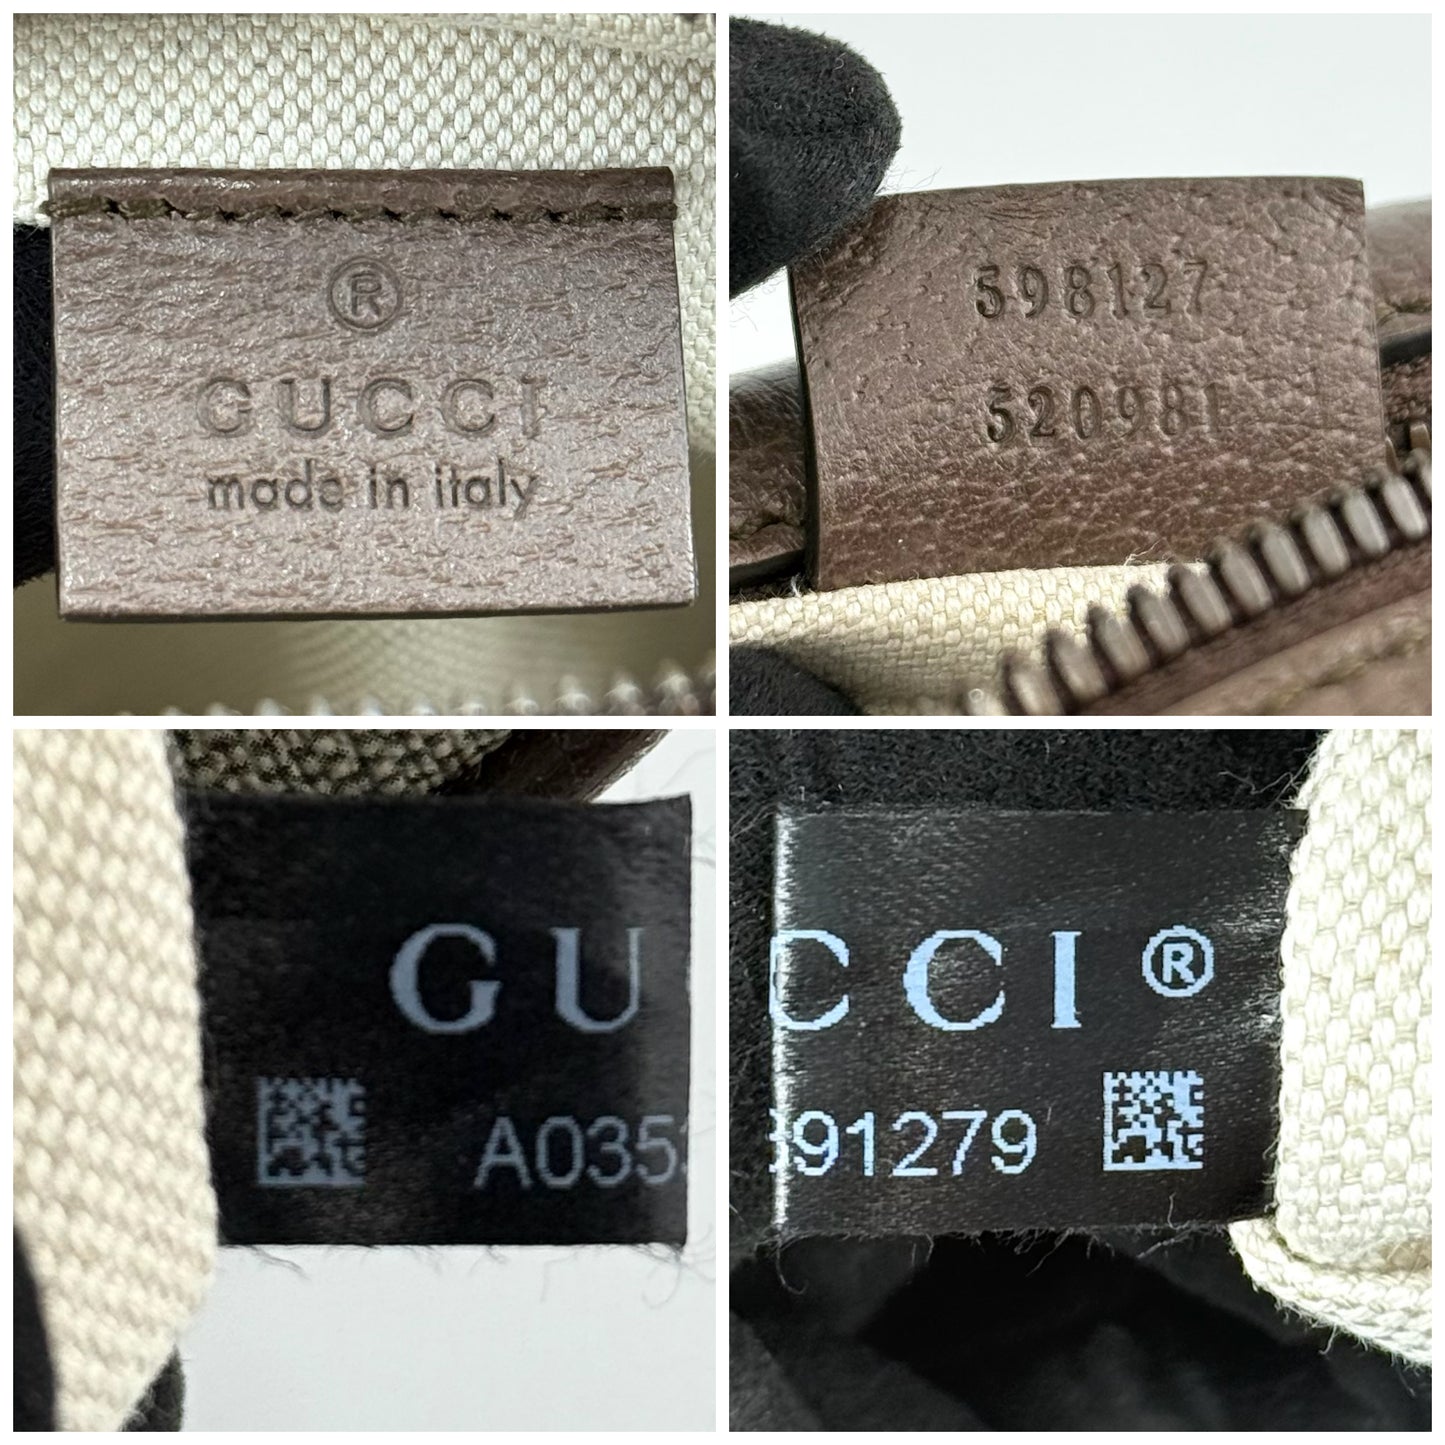 ®
GUCCI
made in italy
598127
520981
GU
A035
CCI®
91279